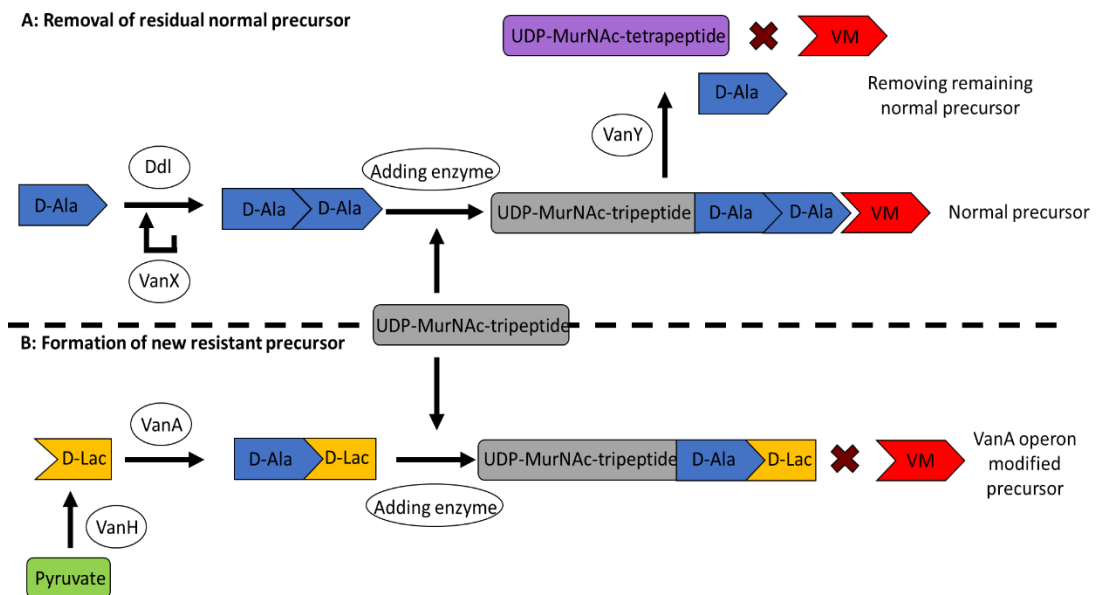 A: Removal of residual normal precursor
UDP-MurNAc-tetrapeptide
VM
D-Ala
Removing remaining
normal precursor
VanY
Ddl
Adding enzyme
D-Ala
D-Ala
D-Ala
UDP-MurNAc-tripeptide
D-Ala
D-Ala
VM
Normal precursor
VanX
UDP-MurNAc-tripeptide
B: Formation of new resistant precursor
VanA
D-Lac
D-Ala
D-Lac
UDP-MurNAc-tripeptide
D-Ala
D-Lac
VM
VanA operon
modified
precursor
Adding enzyme
VanH
Pyruvate